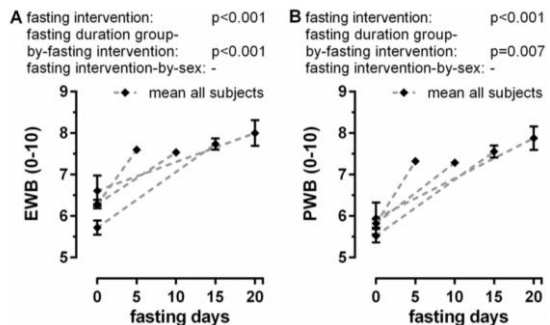 A fasting intervention: p<0.001
fasting duration group-
by-fasting intervention: p<0.001
fasting intervention-by-sex: -
mean all subjects
9
8
7
6
5
EWB (0-10)
0 5 10 15 20
fasting days
B fasting intervention: p<0.001
fasting duration group-
by-fasting intervention: p=0.007
fasting intervention-by-sex: -
mean all subjects
9
8
7
6
5
PWB (0-10)
0 5 10 15 20
fasting days